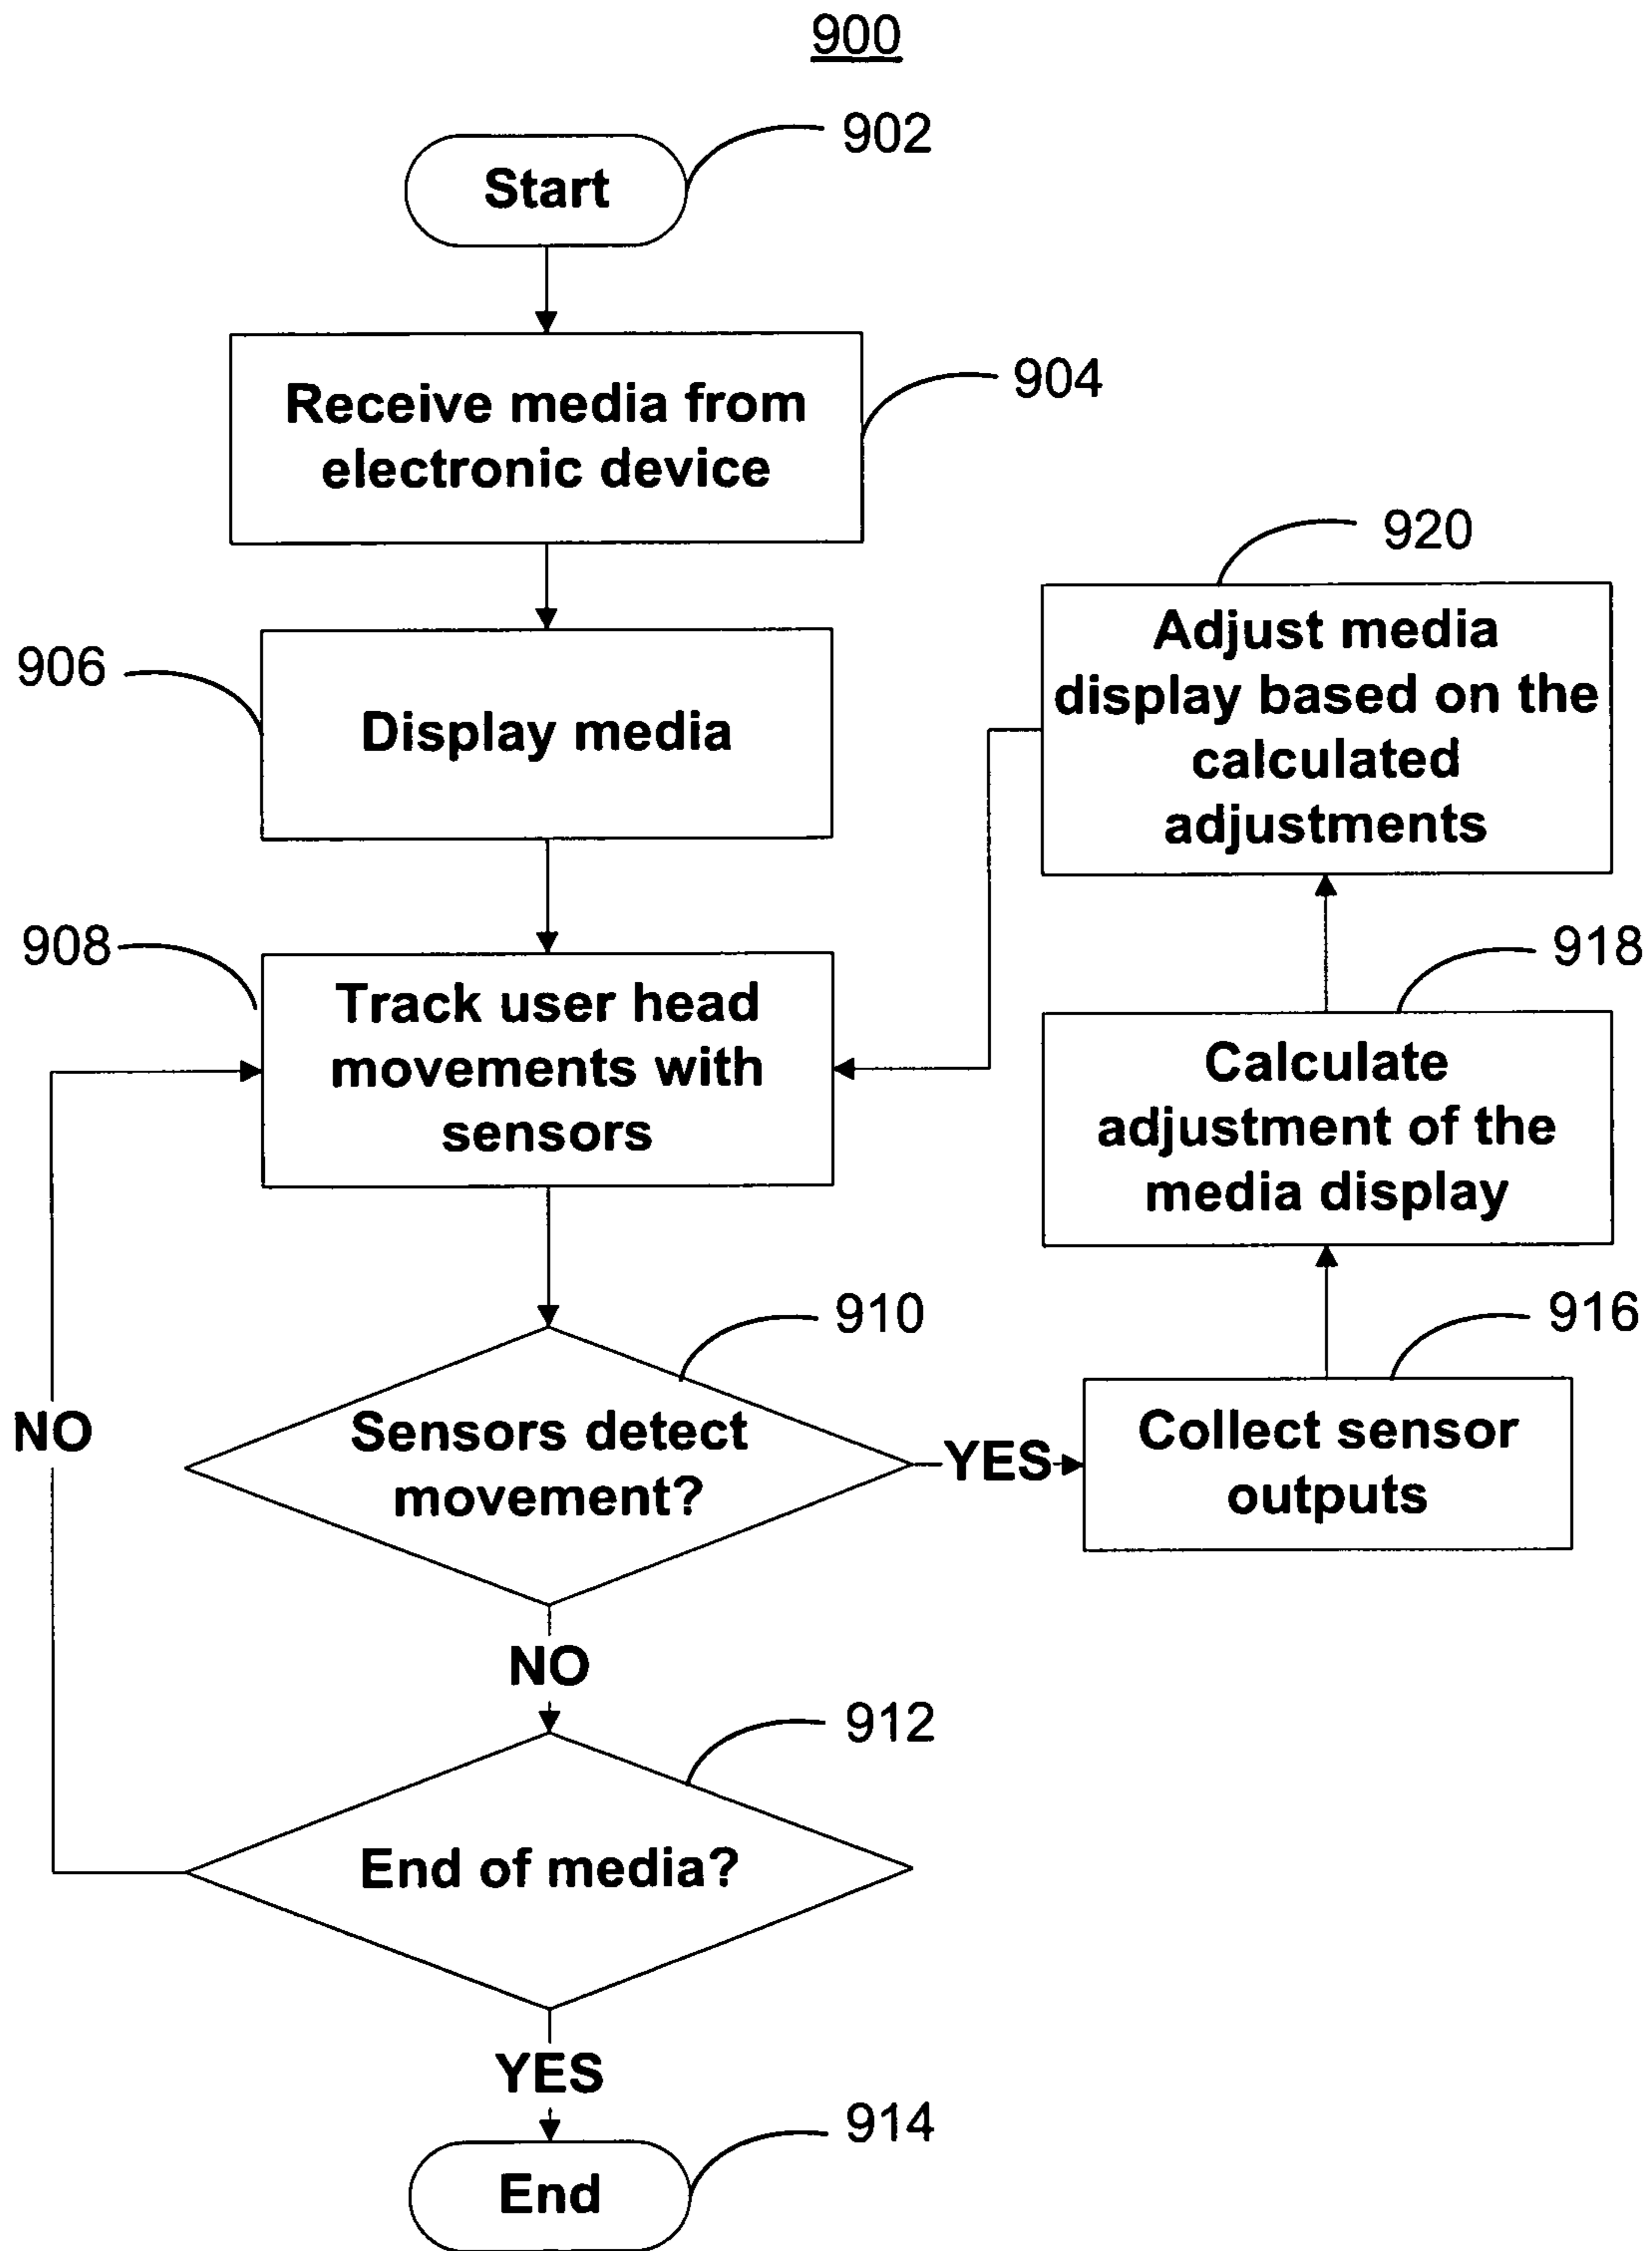 900
902
Start
904
Receive media from
electronic device
906
Display media
908
Track user head
movements with
sensors
910
Sensors detect
movement?
YES
NO
NO
912
End of media?
YES
914
End
916
Collect sensor
outputs
918
Calculate
adjustment of the
media display
920
Adjust media
display based on the
calculated
adjustments